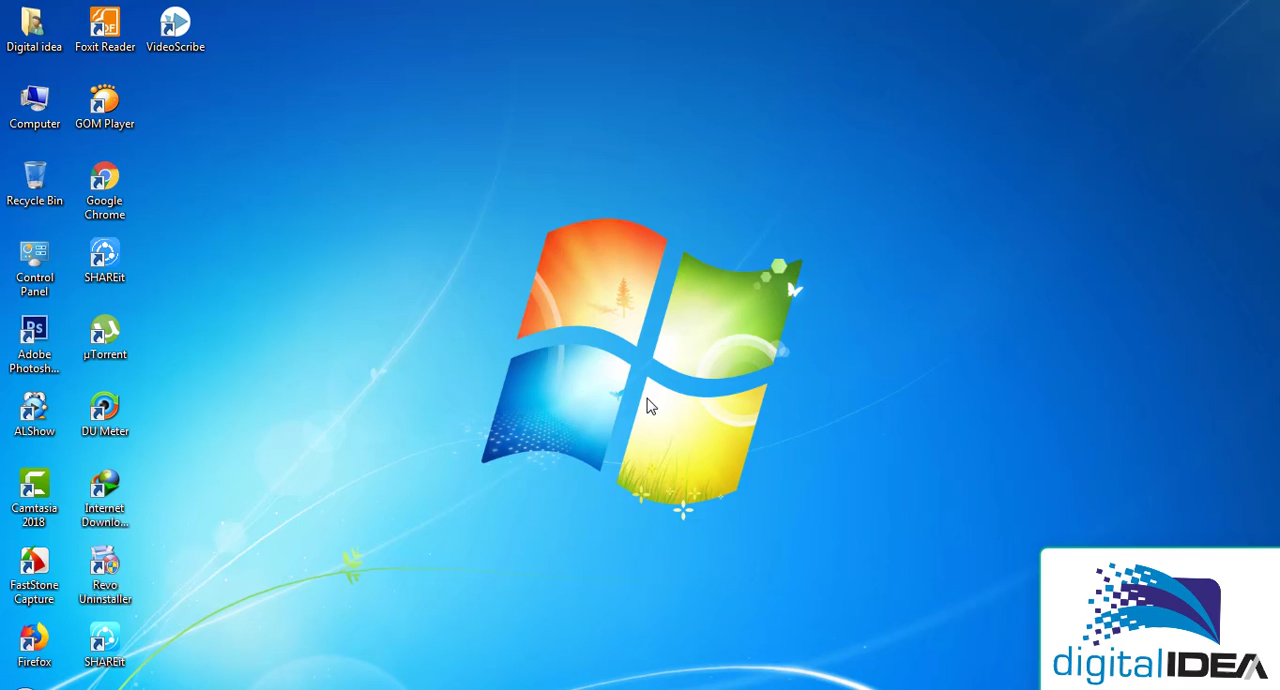 Digital idea
Foxit Reader
VideoScribe
Computer
GOM Player
Recycle Bin
Google
Chrome
Control
Panel
SHAREit
Adobe
Photosh...
µTorrent
ALShow
DU Meter
Camtasia
2018
Internet
Downlo...
FastStone
Capture
Revo
Uninstaller
Firefox
SHAREit
digitalIDEA